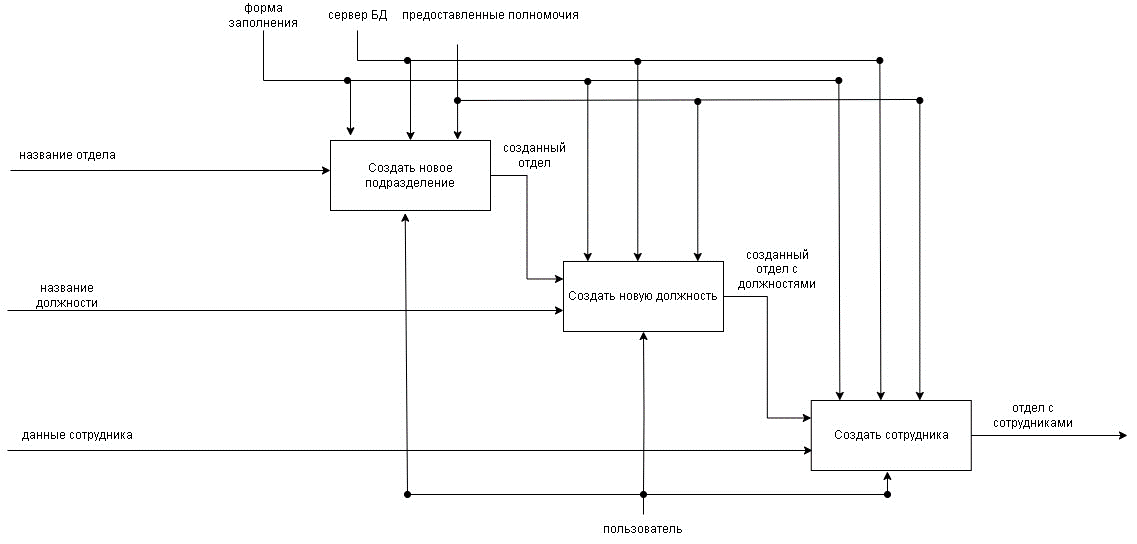 форма
заполнения
сервер БД
предоставленные полномочия
название отдела
Создать новое
подразделение
созданный
отдел
название
должности
Создать новую должность
созданный
отдел с
должностями
данные сотрудника
Создать сотрудника
отдел с
сотрудниками
пользователь